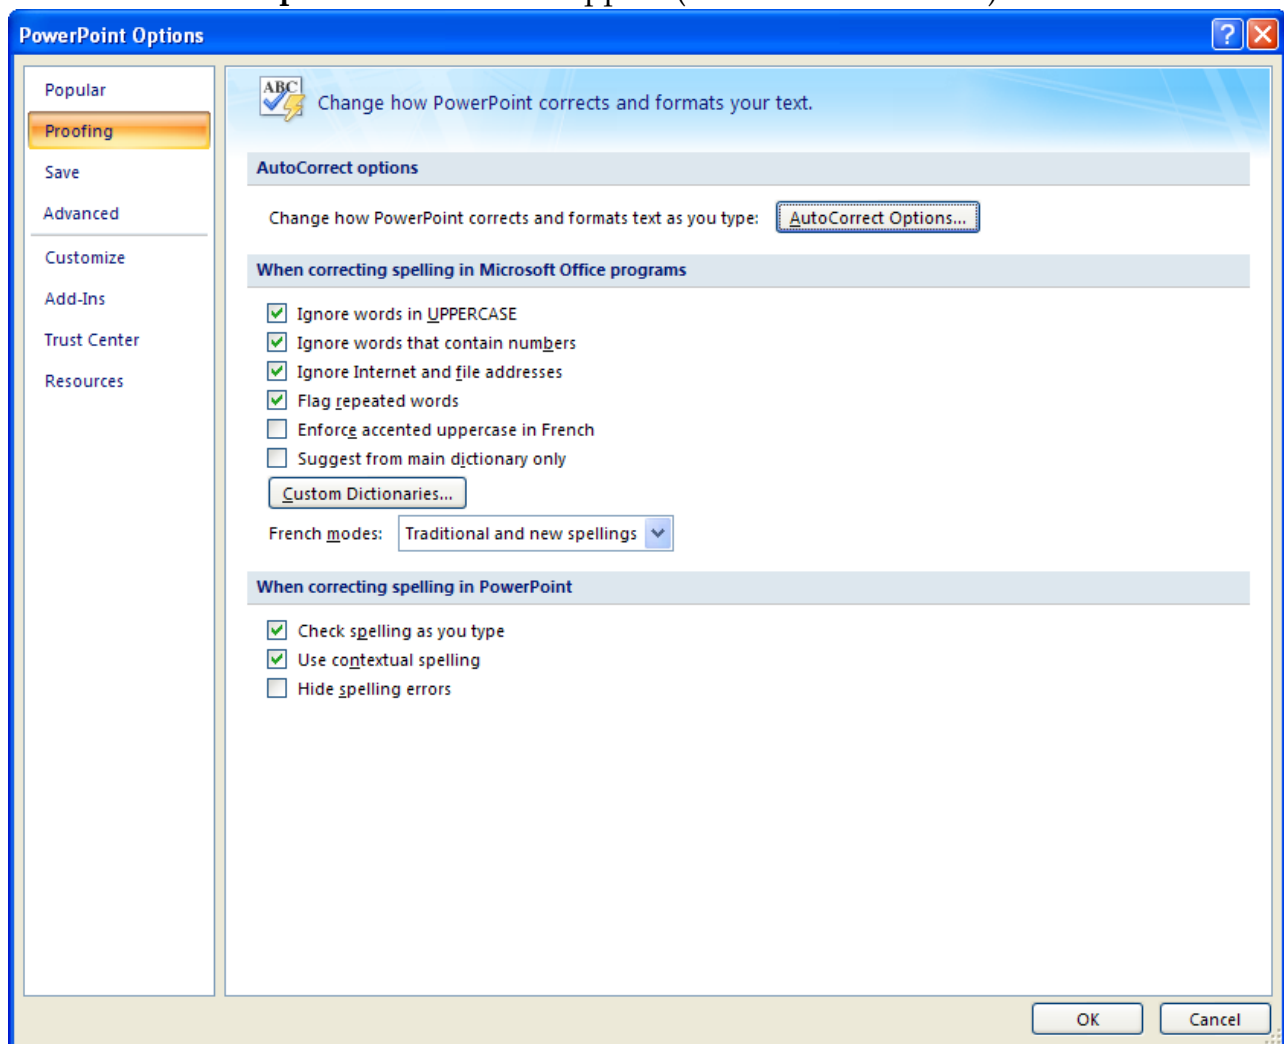 PowerPoint Options
Popular
Proofing
Save
Advanced
Customize
Add-Ins
Trust Center
Resources
ABC
Change how PowerPoint corrects and formats your text.
AutoCorrect options
Change how PowerPoint corrects and formats text as you type: AutoCorrect Options...
When correcting spelling in Microsoft Office programs
Ignore words in UPPERCASE
Ignore words that contain numbers
Ignore Internet and file addresses
Flag repeated words
Enforce accented uppercase in French
Suggest from main dictionary only
Custom Dictionaries...
French modes: Traditional and new spellings
When correcting spelling in PowerPoint
Check spelling as you type
Use contextual spelling
Hide spelling errors
OK Cancel